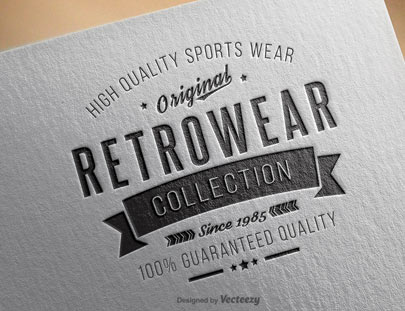 HIGH QUALITY SPORTS WEAR
Original
RETROWEAR
COLLECTION
Since 1985
100% GUARANTEED QUALITY
Designed by Vecteezy